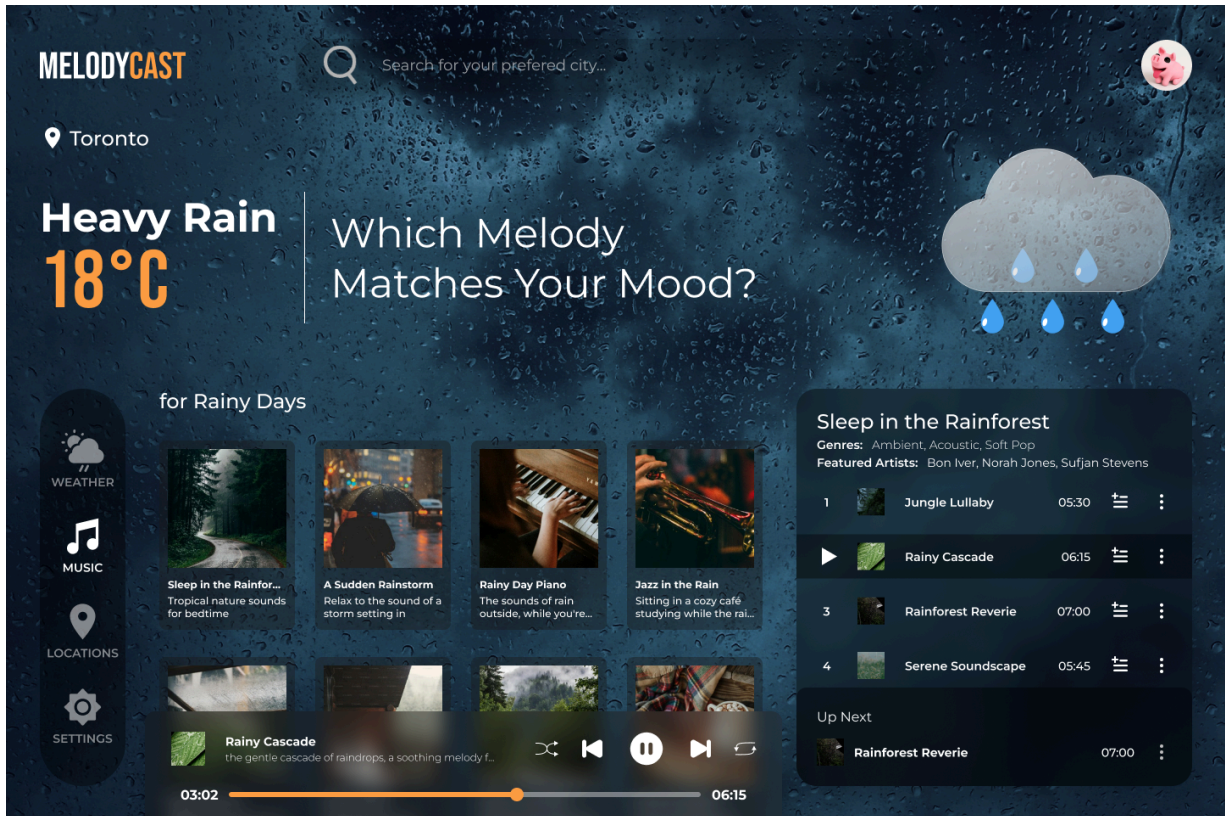 MELODYCAST
Search for your prefered city...
Toronto
Heavy Rain
18°C
Which Melody
Matches Your Mood?
WEATHER
MUSIC
LOCATIONS
SETTINGS
for Rainy Days
Sleep in the Rainfor...
Tropical nature sounds
for bedtime
A Sudden Rainstorm
Relax to the sound of a
storm setting in
Rainy Day Piano
The sounds of rain
outside, while you're...
Jazz in the Rain
Sitting in a cozy café
studying while the rai...
Rainy Cascade
the gentle cascade of raindrops, a soothing melody f...
03:02
06:15
Sleep in the Rainforest
Genres: Ambient, Acoustic, Soft Pop
Featured Artists: Bon Iver, Norah Jones, Sufjan Stevens
1 Jungle Lullaby 05:30
Rainy Cascade 06:15
3 Rainforest Reverie 07:00
4 Serene Soundscape 05:45
Up Next
Rainforest Reverie 07:00